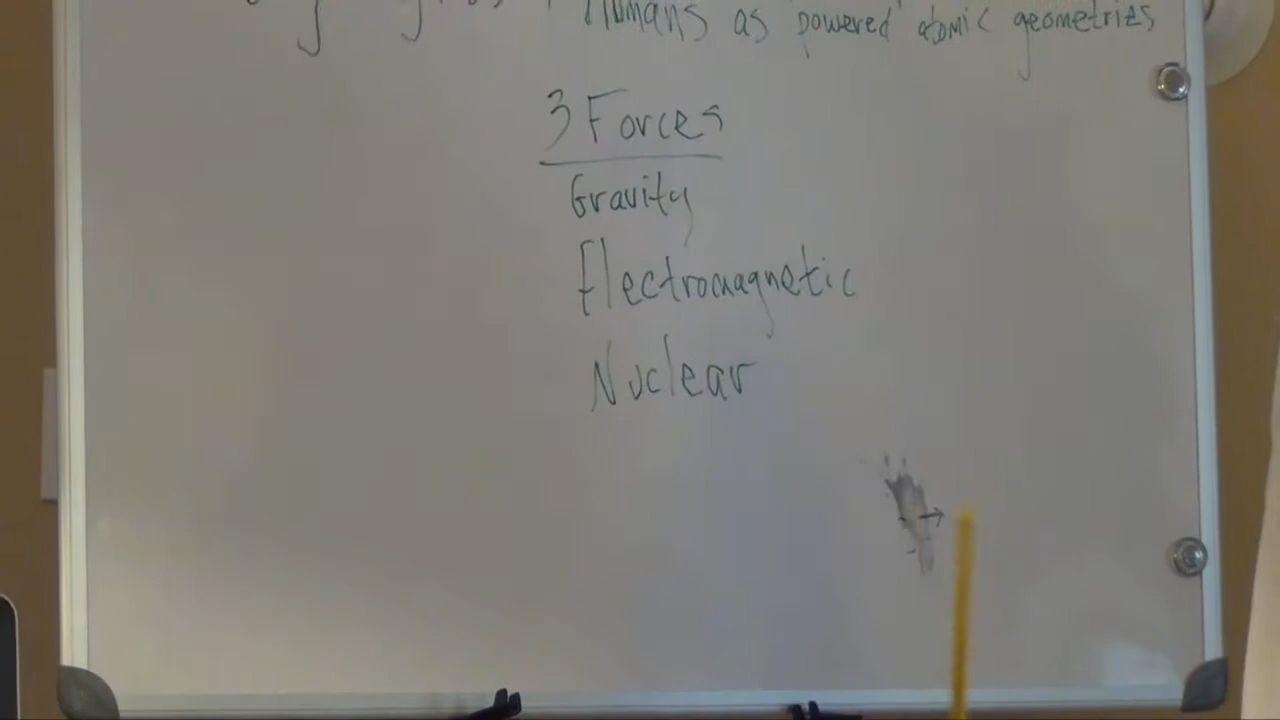 Humans as powered atomic geometries
3 Forces
Gravity
Electromagnetic
Nuclear